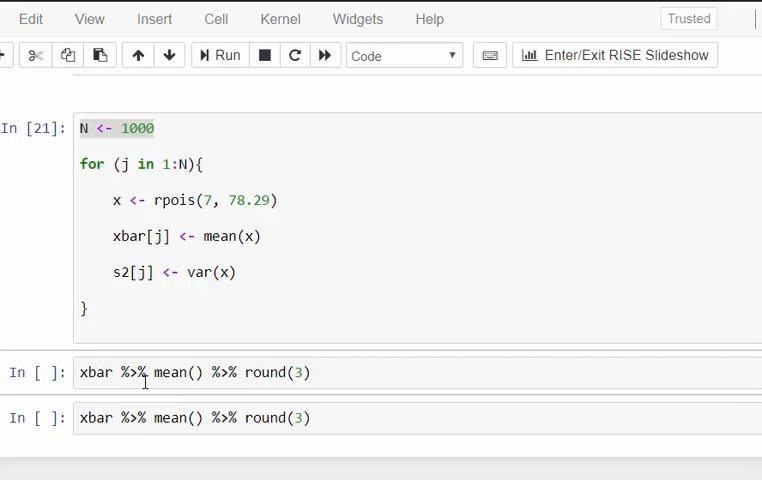 Edit View Insert Cell Kernel Widgets Help Trusted
Run Code Enter/Exit RISE Slideshow
In [21]: N <- 1000
for (j in 1:N){
x <- rpois(7, 78.29)
xbar[j] <- mean(x)
s2[j] <- var(x)
}
In [ ]: xbar %>% mean() %>% round(3)
In [ ]: xbar %>% mean() %>% round(3)